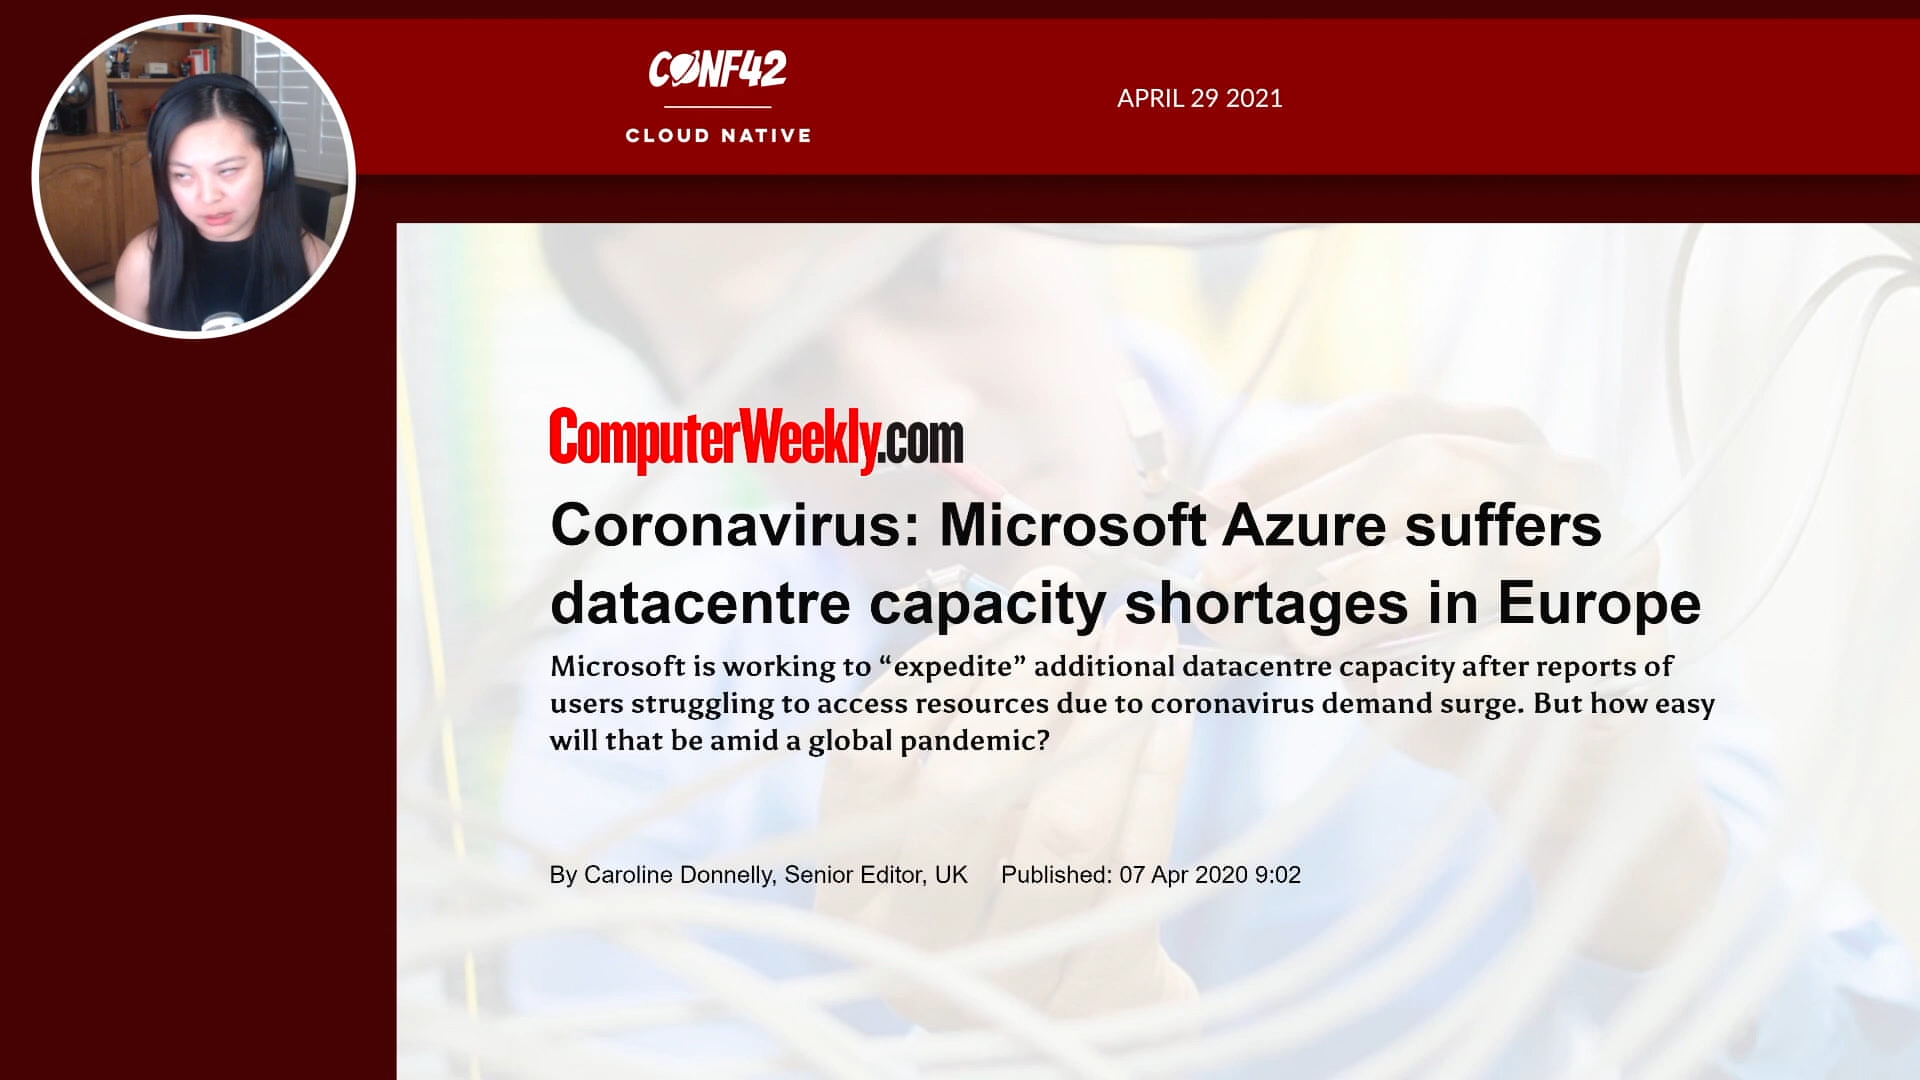 CONF42
CLOUD NATIVE
APRIL 29 2021
ComputerWeekly.com
Coronavirus: Microsoft Azure suffers
datacentre capacity shortages in Europe
Microsoft is working to “expedite” additional datacentre capacity after reports of
users struggling to access resources due to coronavirus demand surge. But how easy
will that be amid a global pandemic?
By Caroline Donnelly, Senior Editor, UK Published: 07 Apr 2020 9:02